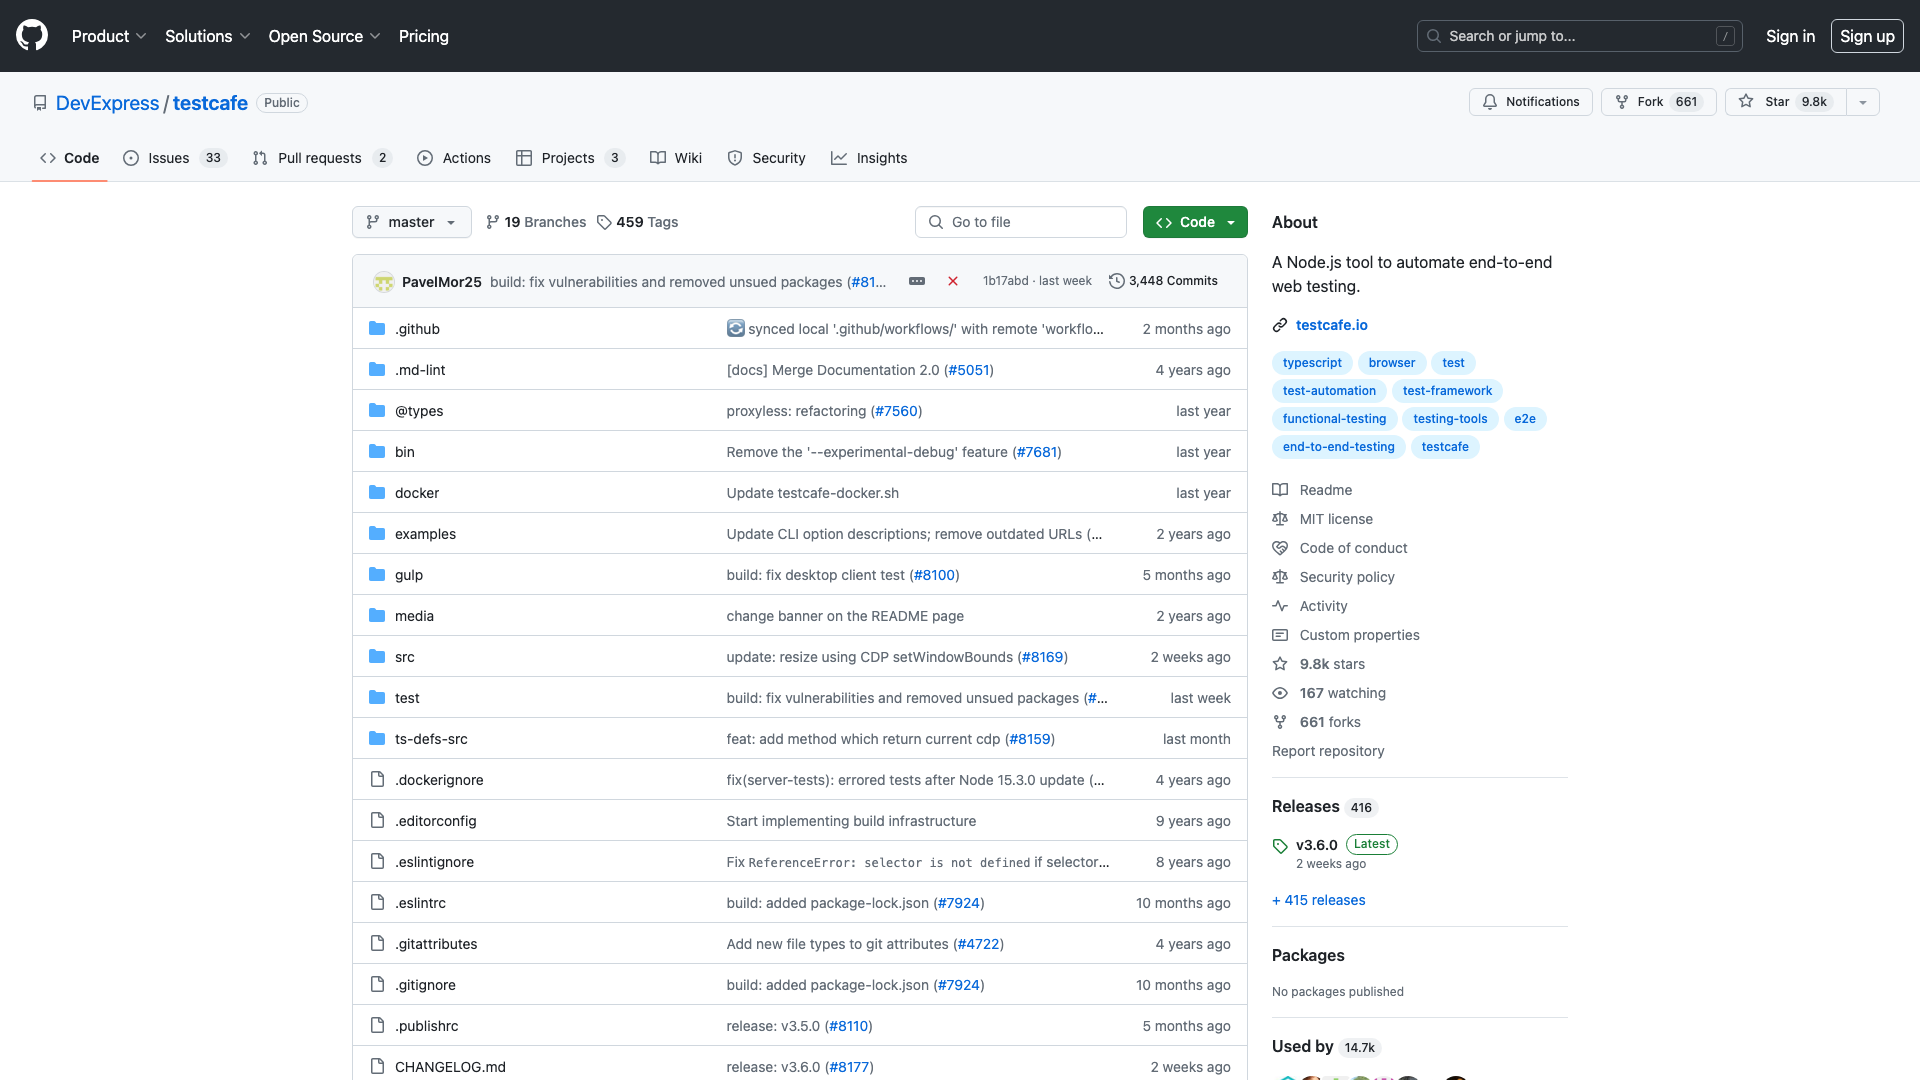 Product Solutions Open Source Pricing Search or jump to... / Sign in Sign up
DevExpress / testcafe Public Notifications Fork 661 Star 9.8k
Code Issues 33 Pull requests 2 Actions Projects 3 Wiki Security Insights
master 19 Branches 459 Tags Go to file Code
PavelMor25 build: fix vulnerabilities and removed unsued packages (#81... 1b17abd · last week 3,448 Commits
.github synced local '.github/workflows/' with remote 'workflo... 2 months ago
.md-lint [docs] Merge Documentation 2.0 (#5051) 4 years ago
@types proxyless: refactoring (#7560) last year
bin Remove the '--experimental-debug' feature (#7681) last year
docker Update testcafe-docker.sh last year
examples Update CLI option descriptions; remove outdated URLs (... 2 years ago
gulp build: fix desktop client test (#8100) 5 months ago
media change banner on the README page 2 years ago
src update: resize using CDP setWindowBounds (#8169) 2 weeks ago
test build: fix vulnerabilities and removed unsued packages (#... last week
ts-defs-src feat: add method which return current cdp (#8159) last month
.dockerignore fix(server-tests): errored tests after Node 15.3.0 update (... 4 years ago
.editorconfig Start implementing build infrastructure 9 years ago
.eslintignore Fix ReferenceError: selector is not defined if selector... 8 years ago
.eslintrc build: added package-lock.json (#7924) 10 months ago
.gitattributes Add new file types to git attributes (#4722) 4 years ago
.gitignore build: added package-lock.json (#7924) 10 months ago
.publishrc release: v3.5.0 (#8110) 5 months ago
CHANGELOG.md release: v3.6.0 (#8177) 2 weeks ago
About
A Node.js tool to automate end-to-end
web testing.
testcafe.io
typescript browser test
test-automation test-framework
functional-testing testing-tools e2e
end-to-end-testing testcafe
Readme
MIT license
Code of conduct
Security policy
Activity
Custom properties
9.8k stars
167 watching
661 forks
Report repository
Releases 416
v3.6.0 Latest
2 weeks ago
+ 415 releases
Packages
No packages published
Used by 14.7k